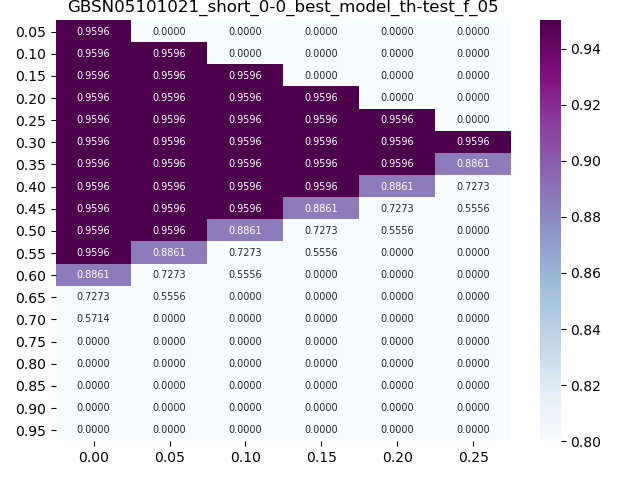 GBSN05101021_short_0-0_best_model_th-test_f_05
0.05 0.9596 0.0000 0.0000 0.0000 0.0000 0.0000
0.10 0.9596 0.9596 0.0000 0.0000 0.0000 0.0000
0.15 0.9596 0.9596 0.9596 0.0000 0.0000 0.0000
0.20 0.9596 0.9596 0.9596 0.9596 0.0000 0.0000
0.25 0.9596 0.9596 0.9596 0.9596 0.9596 0.0000
0.30 0.9596 0.9596 0.9596 0.9596 0.9596 0.9596
0.35 0.9596 0.9596 0.9596 0.9596 0.9596 0.8861
0.40 0.9596 0.9596 0.9596 0.9596 0.8861 0.7273
0.45 0.9596 0.9596 0.9596 0.8861 0.7273 0.5556
0.50 0.9596 0.9596 0.8861 0.7273 0.5556 0.0000
0.55 0.9596 0.8861 0.7273 0.5556 0.0000 0.0000
0.60 0.8861 0.7273 0.5556 0.0000 0.0000 0.0000
0.65 0.7273 0.5556 0.0000 0.0000 0.0000 0.0000
0.70 0.5714 0.0000 0.0000 0.0000 0.0000 0.0000
0.75 0.0000 0.0000 0.0000 0.0000 0.0000 0.0000
0.80 0.0000 0.0000 0.0000 0.0000 0.0000 0.0000
0.85 0.0000 0.0000 0.0000 0.0000 0.0000 0.0000
0.90 0.0000 0.0000 0.0000 0.0000 0.0000 0.0000
0.95 0.0000 0.0000 0.0000 0.0000 0.0000 0.0000
0.00 0.05 0.10 0.15 0.20 0.25
0.94
0.92
0.90
0.88
0.86
0.84
0.82
0.80